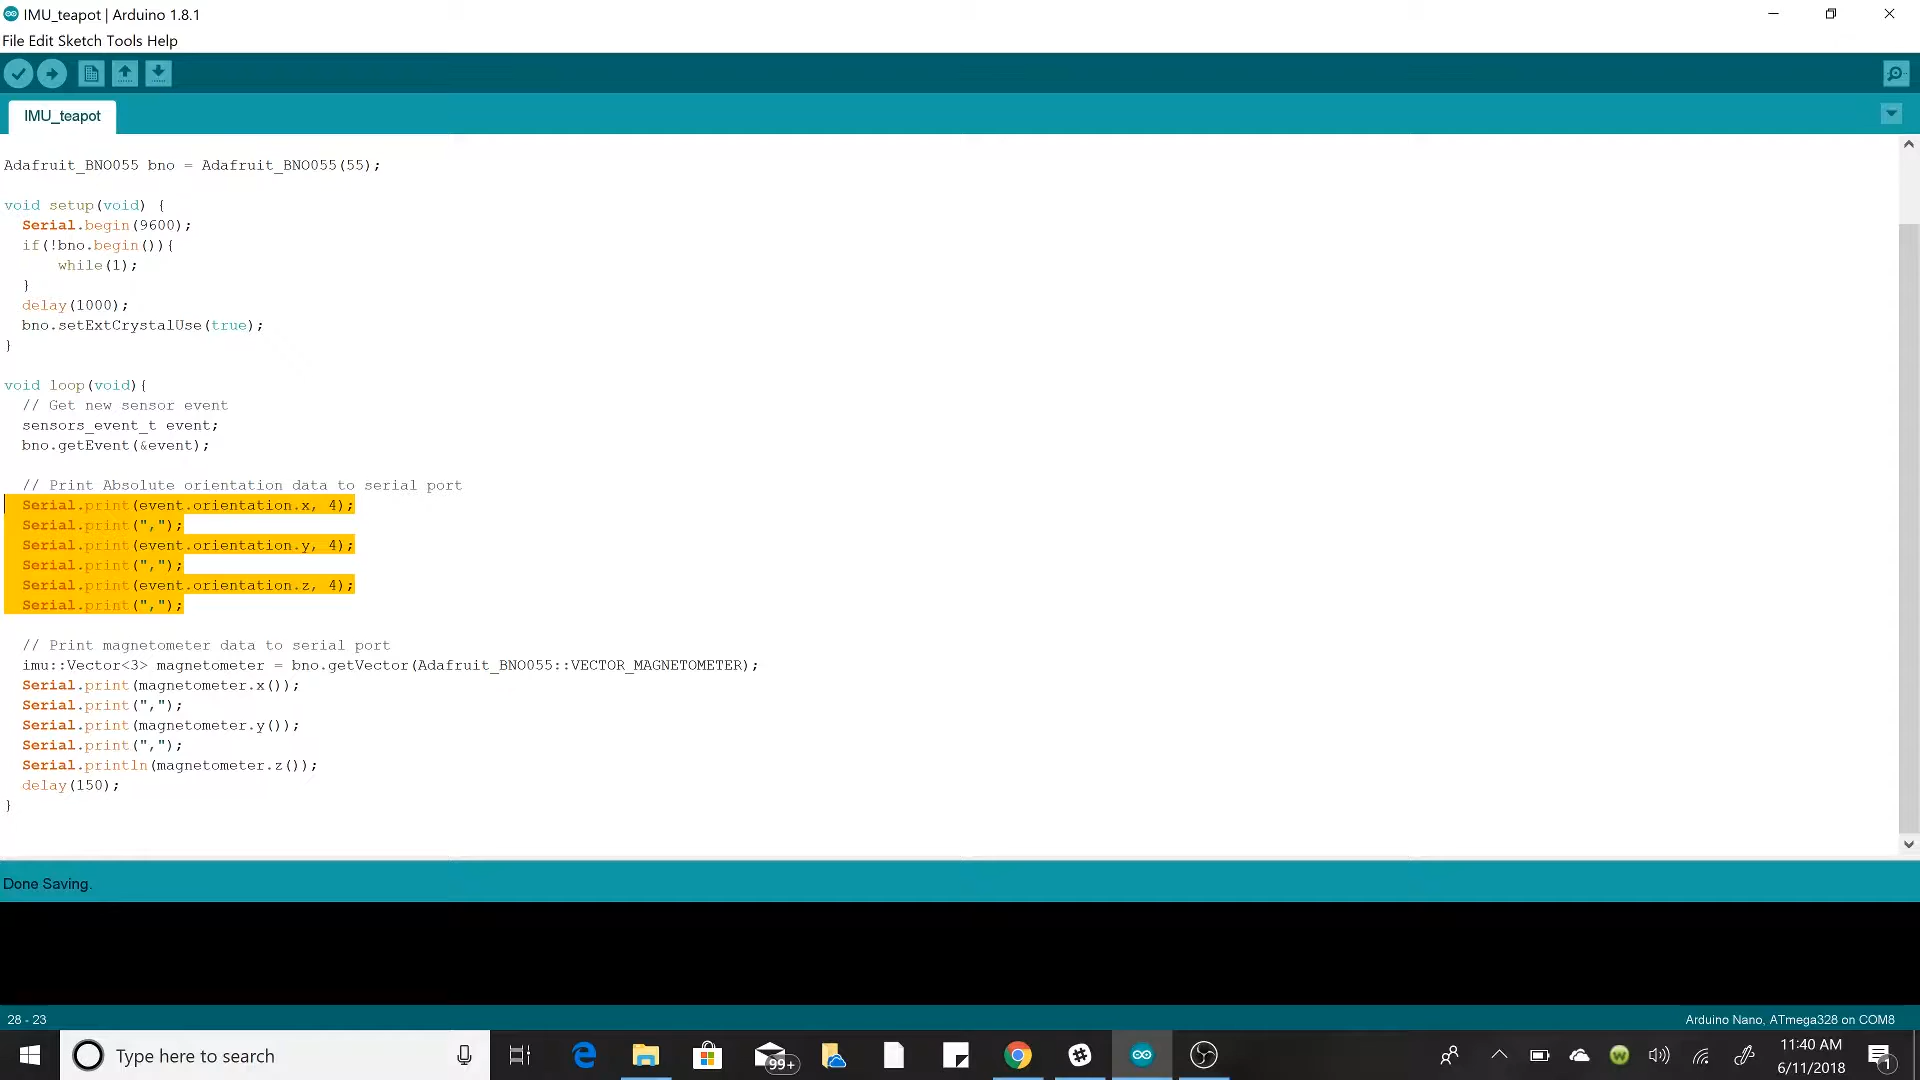 IMU_teapot | Arduino 1.8.1
File Edit Sketch Tools Help
IMU_teapot
Adafruit_BNO055 bno = Adafruit_BNO055(55);
void setup(void) {
  Serial.begin(9600);
  if(!bno.begin()){
      while(1);
  }
  delay(1000);
  bno.setExtCrystalUse(true);
}
void loop(void){
  // Get new sensor event
  sensors_event_t event;
  bno.getEvent(&event);
  // Print Absolute orientation data to serial port
  Serial.print(event.orientation.x, 4);
  Serial.print(",");
  Serial.print(event.orientation.y, 4);
  Serial.print(",");
  Serial.print(event.orientation.z, 4);
  Serial.print(",");
  // Print magnetometer data to serial port
  imu::Vector<3> magnetometer = bno.getVector(Adafruit_BNO055::VECTOR_MAGNETOMETER);
  Serial.print(magnetometer.x());
  Serial.print(",");
  Serial.print(magnetometer.y());
  Serial.print(",");
  Serial.println(magnetometer.z());
  delay(150);
}
Done Saving.
28 - 23
Arduino Nano, ATmega328 on COM8
Type here to search
99+
11:40 AM
6/11/2018
1